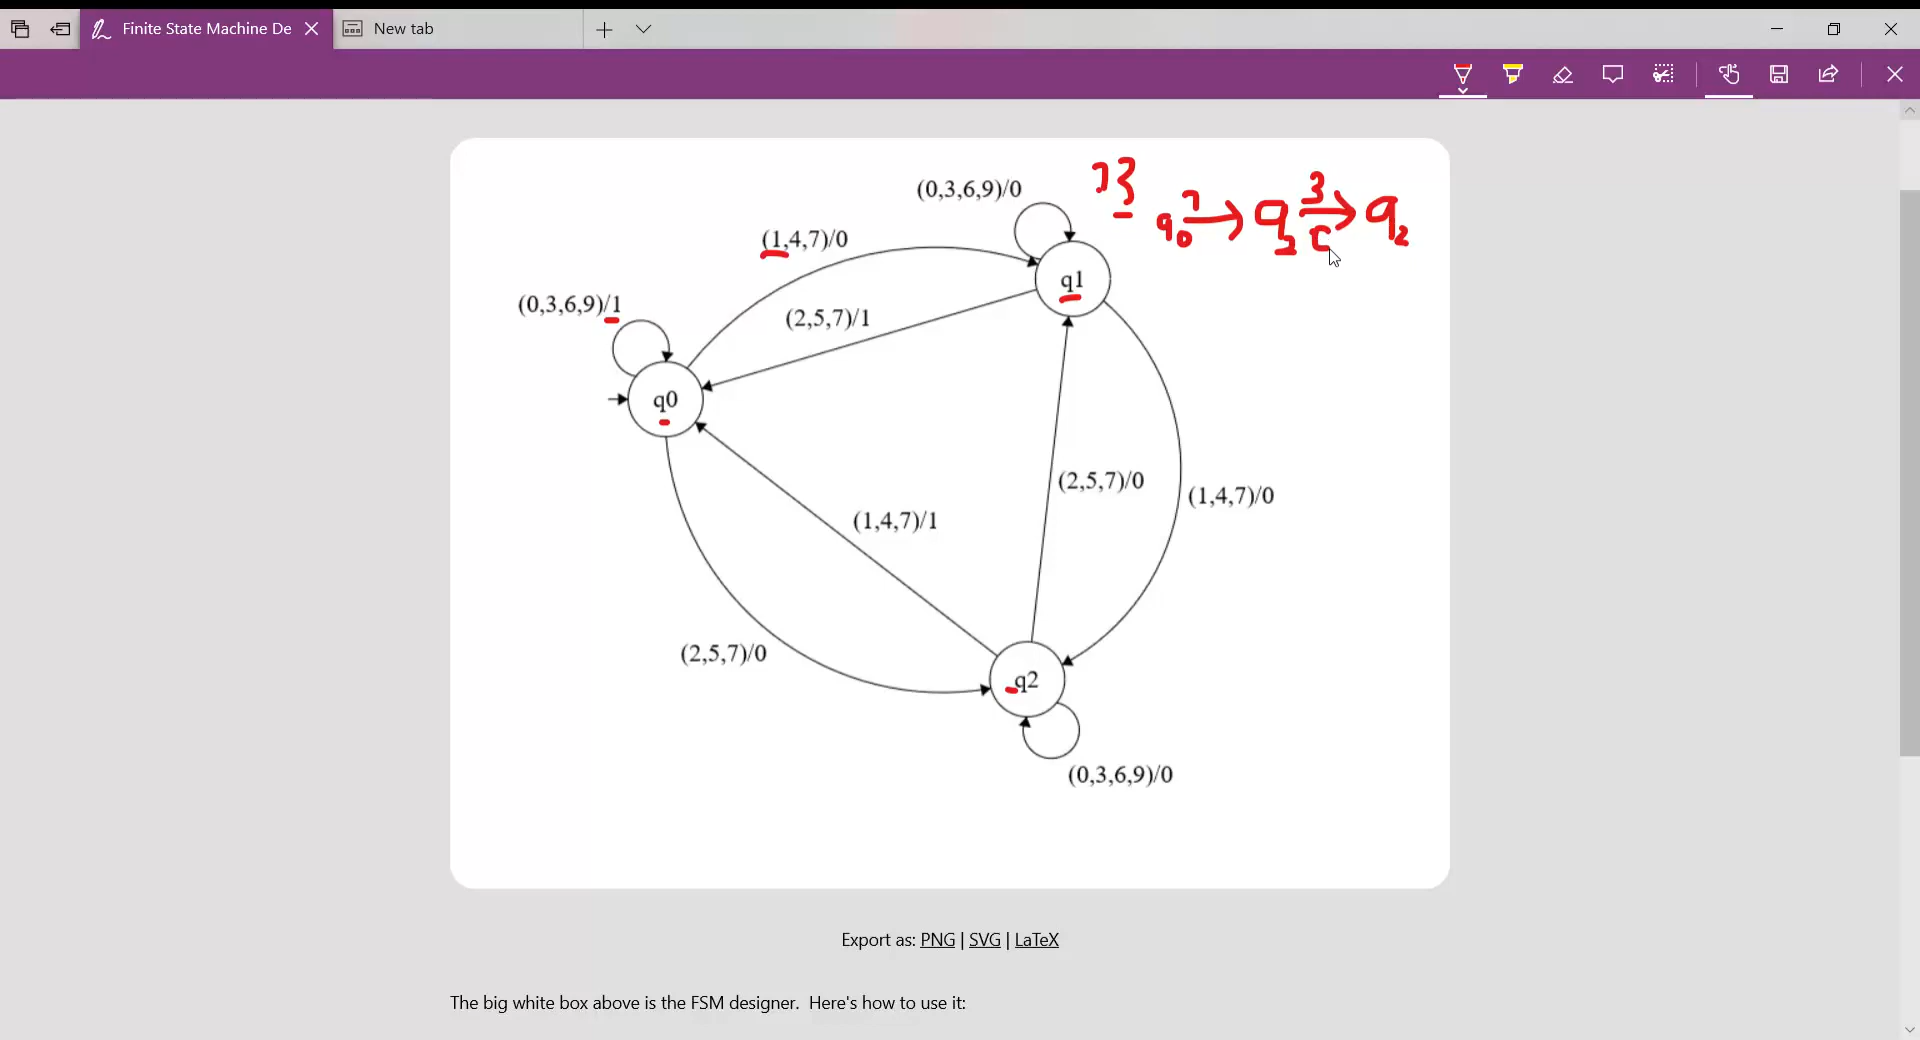 Finite State Machine De
New tab
(0,3,6,9)/0
73
q0 7 → q1 3 → q2
(1,4,7)/0
q1
(0,3,6,9)/1
(2,5,7)/1
q0
(2,5,7)/0
(1,4,7)/0
(1,4,7)/1
(2,5,7)/0
q2
(0,3,6,9)/0
Export as: PNG | SVG | LaTeX
The big white box above is the FSM designer. Here's how to use it: